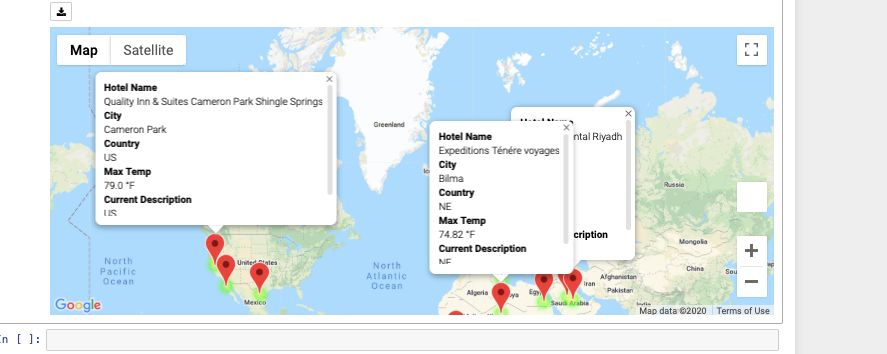 Map
Satellite
Hotel Name
Quality Inn & Suites Cameron Park Shingle Springs
City
Cameron Park
Country
US
Max Temp
79.0 °F
Current Description
US
Hotel Name
Expeditions Ténére voyages
City
Bilma
Country
NE
Max Temp
74.82 °F
Current Description
NE
Hotel Name
ntal Riyadh
cription
Greenland
Russia
North
Pacific
Ocean
United States
Mexico
North
Atlantic
Ocean
Algeria
Saudi Arabia
Afghanistan
Pakistan
Iran
India
Mongolia
China
Google
Map data ©2020
Terms of Use
In [ ]: